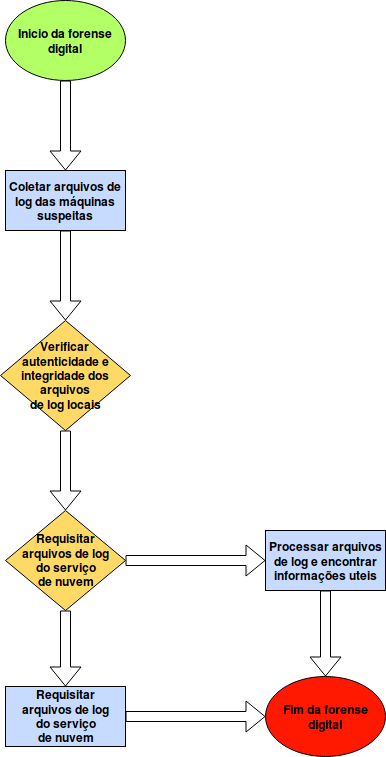 Inicio da forense
digital
Coletar arquivos de
log das máquinas
suspeitas
Verificar
autenticidade e
integridade dos
arquivos
de log locais
Requisitar
arquivos de log
do serviço
de nuvem
Processar arquivos
de log e encontrar
informações uteis
Requisitar
arquivos de log
do serviço
de nuvem
Fim da forense
digital